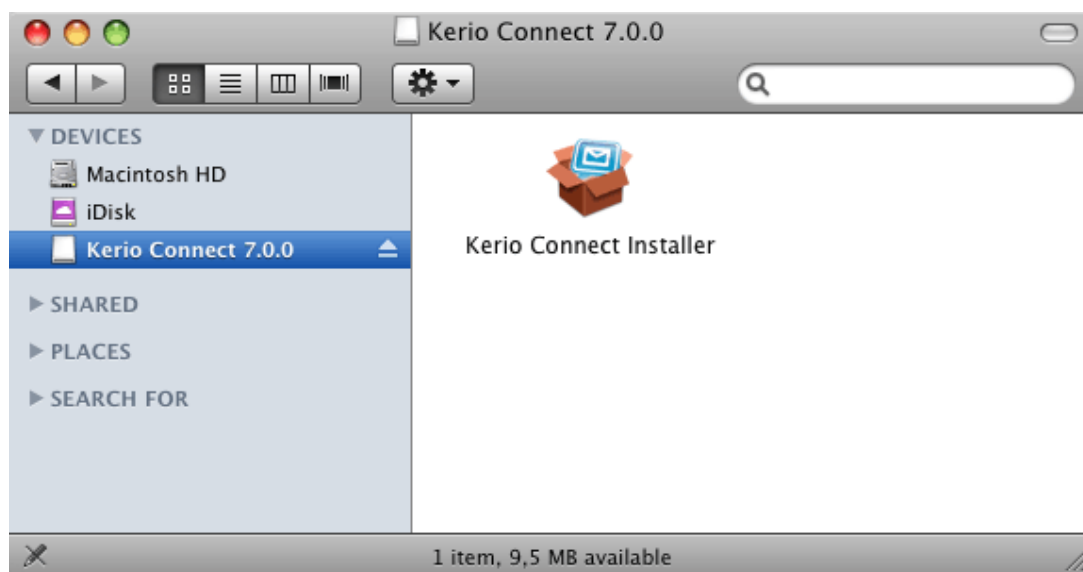 Kerio Connect 7.0.0
DEVICES
Macintosh HD
iDisk
Kerio Connect 7.0.0
SHARED
PLACES
SEARCH FOR
Kerio Connect Installer
1 item, 9,5 MB available